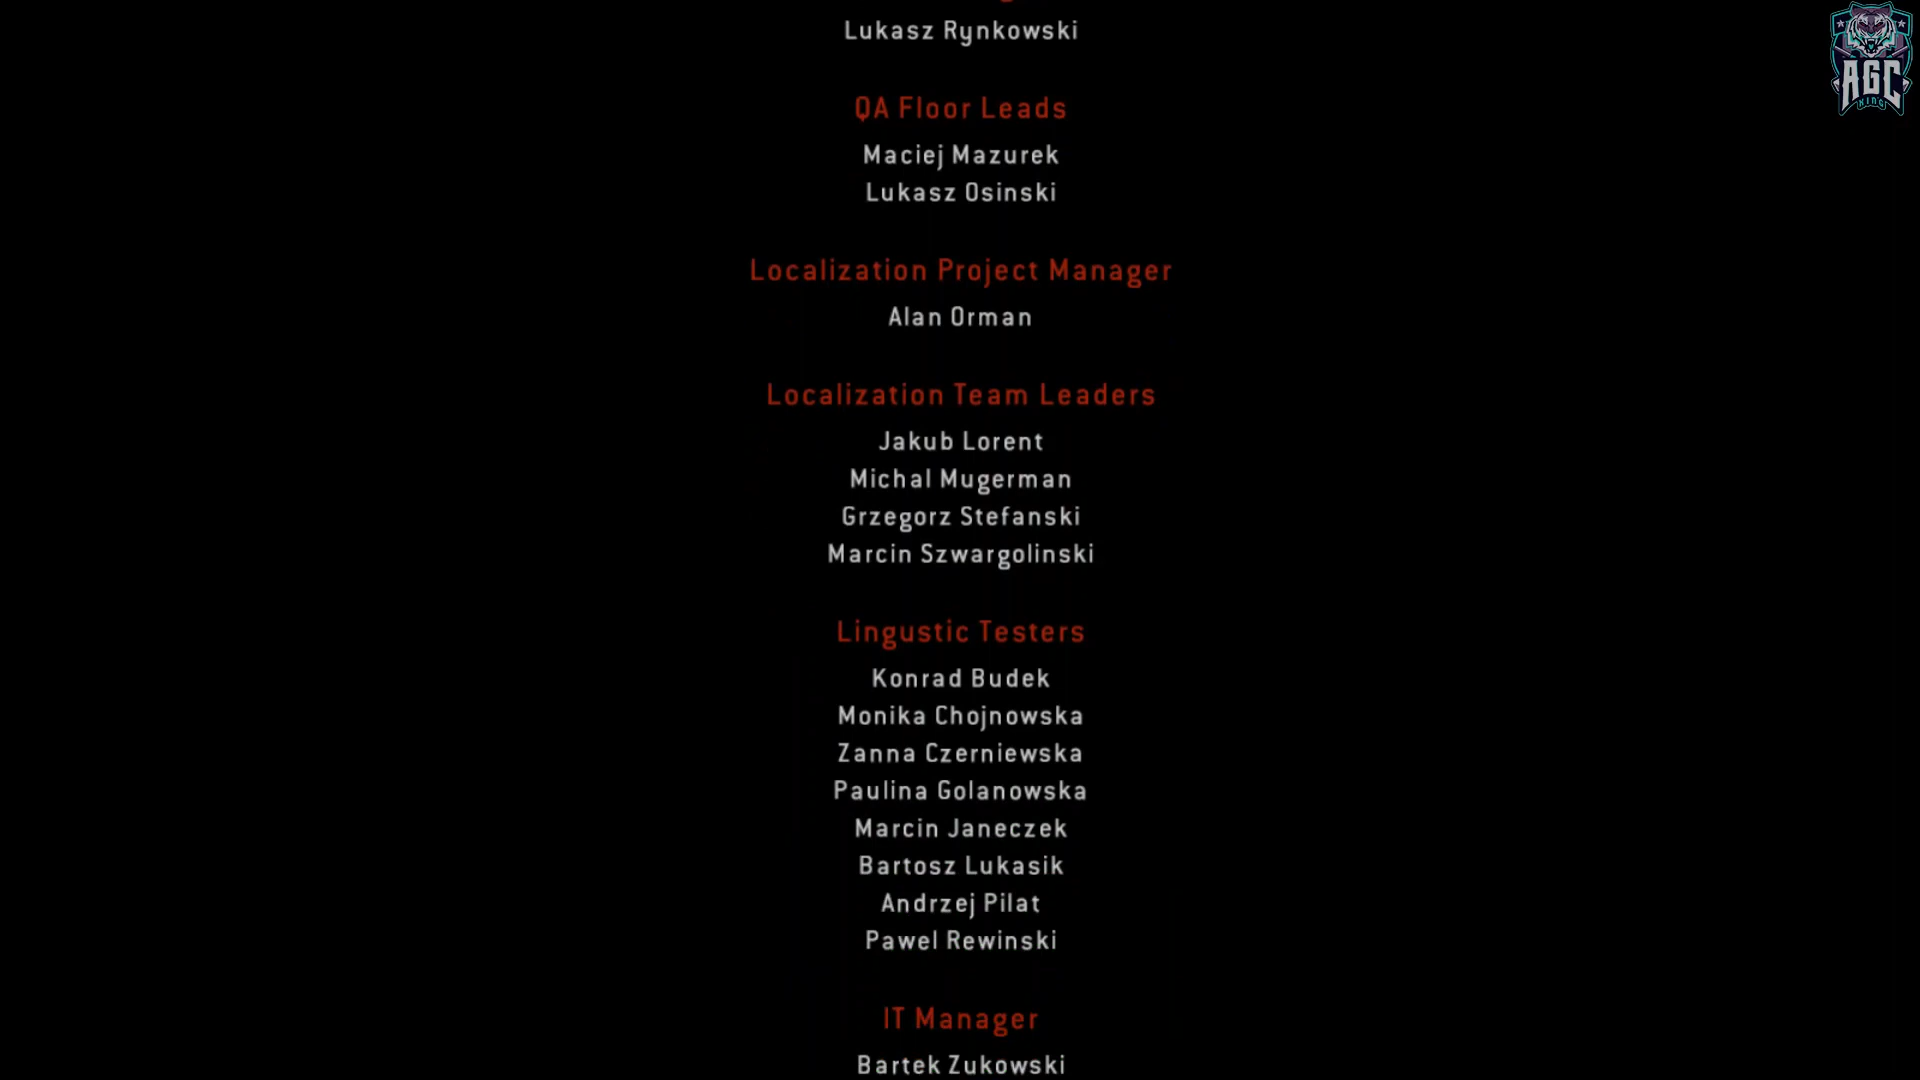 Lukasz Rynkowski
QA Floor Leads
Maciej Mazurek
Lukasz Osinski
Localization Project Manager
Alan Orman
Localization Team Leaders
Jakub Lorent
Michal Mugerman
Grzegorz Stefanski
Marcin Szwargolinski
Lingustic Testers
Konrad Budek
Monika Chojnowska
Zanna Czerniewska
Paulina Golanowska
Marcin Janeczek
Bartosz Lukasik
Andrzej Pilat
Pawel Rewinski
IT Manager
Bartek Zukowski
AGC
KING